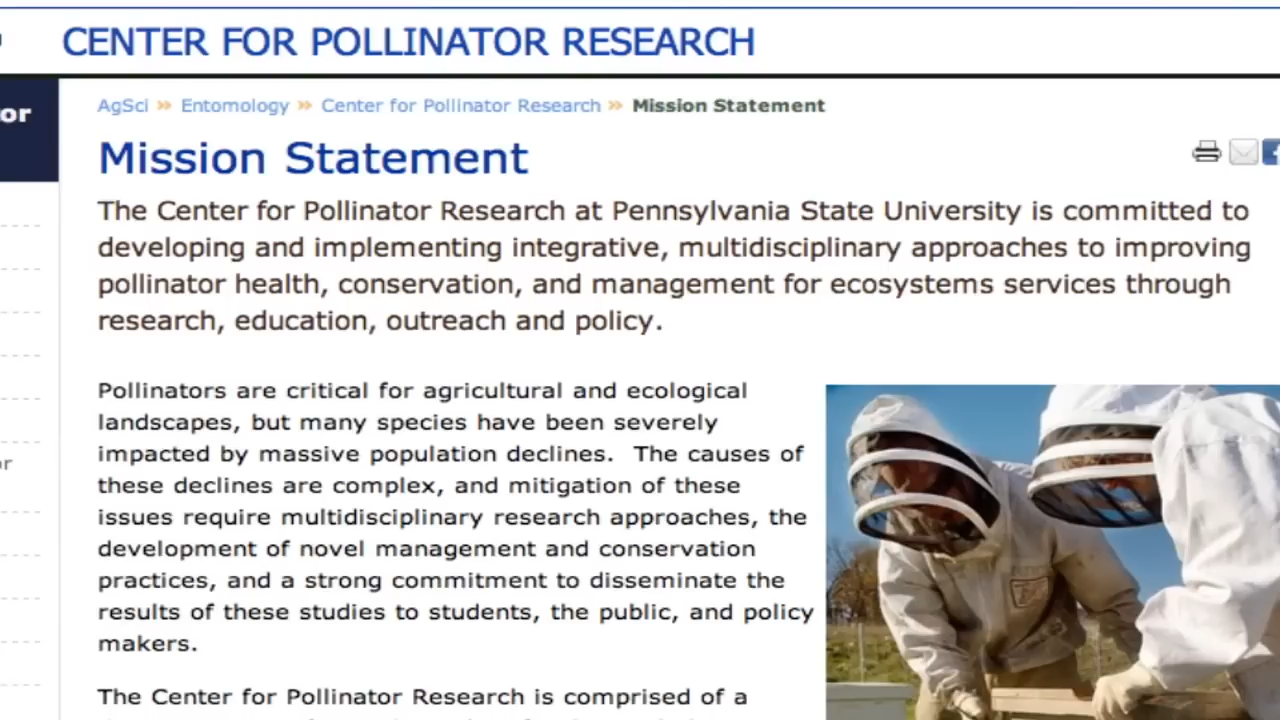 CENTER FOR POLLINATOR RESEARCH
or
AgSci » Entomology » Center for Pollinator Research » Mission Statement
Mission Statement
The Center for Pollinator Research at Pennsylvania State University is committed to
developing and implementing integrative, multidisciplinary approaches to improving
pollinator health, conservation, and management for ecosystems services through
research, education, outreach and policy.
Pollinators are critical for agricultural and ecological
landscapes, but many species have been severely
impacted by massive population declines.  The causes of
or
these declines are complex, and mitigation of these
issues require multidisciplinary research approaches, the
development of novel management and conservation
practices, and a strong commitment to disseminate the
results of these studies to students, the public, and policy
makers.
The Center for Pollinator Research is comprised of a